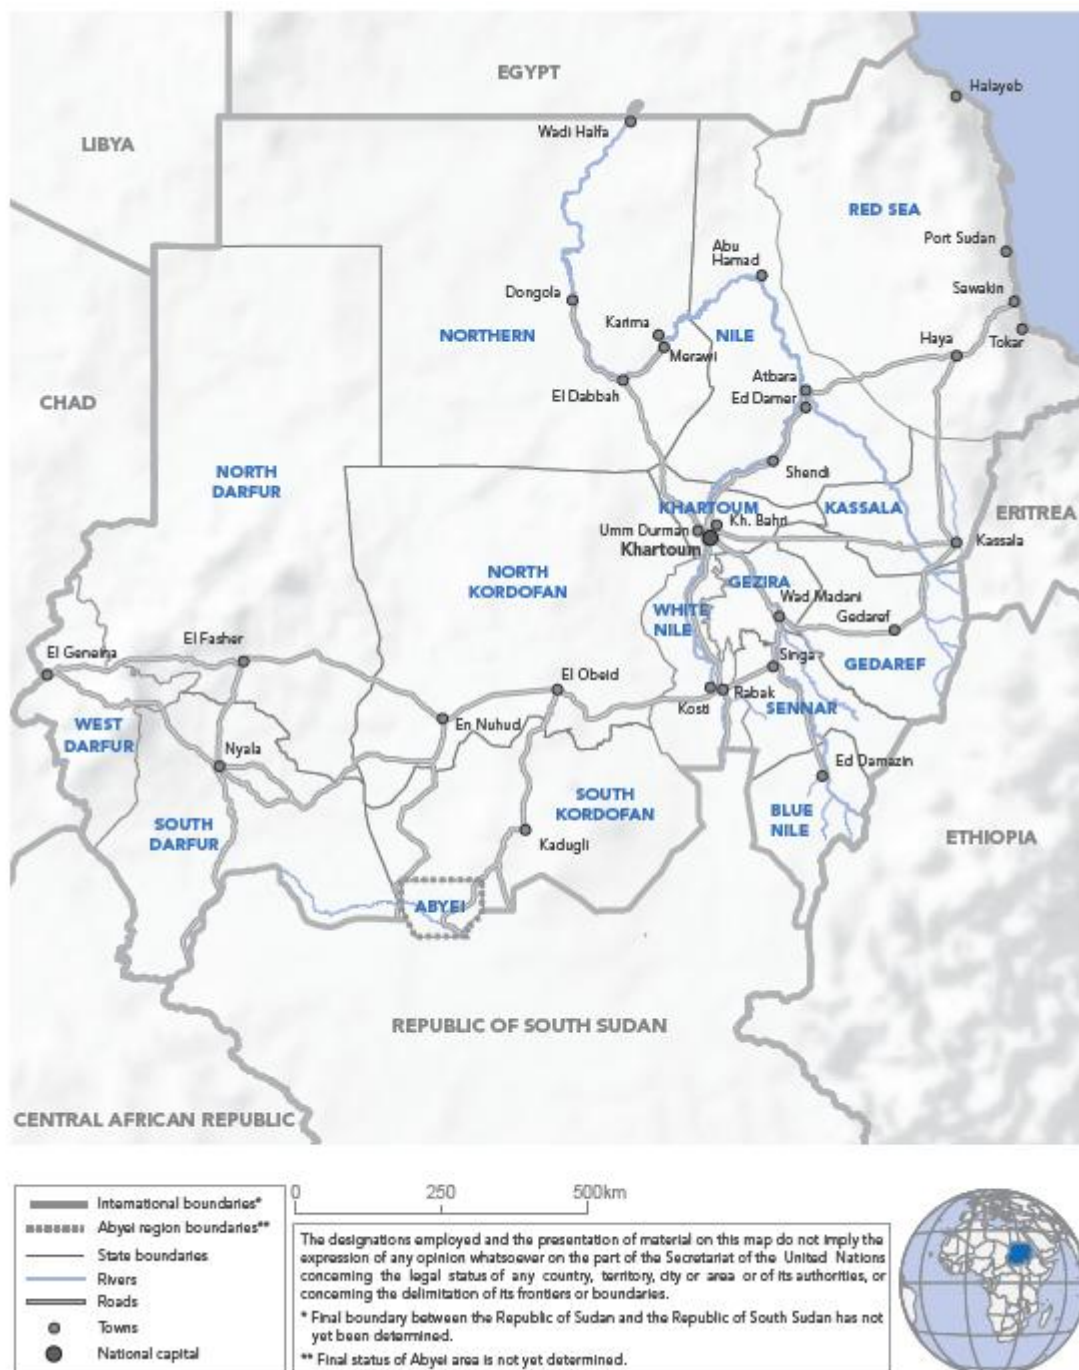 EGYPT
Halayeb
Wadi Halfa
LIBYA
RED SEA
Port Sudan
Abu
Hamad
Sawakin
Dongola
Karima
NORTHERN
NILE
Haya
Tokar
Merawi
Atbara
El Dabbah
Ed Damer
CHAD
NORTH
DARFUR
Shendi
KHARTOUM
KASSALA
ERITREA
Umm Durman
Kh. Bahri
Khartoum
Kassala
NORTH
KORDOFAN
GEZIRA
WHITE
NILE
Wad Madani
Gedaref
El Geneina
El Fasher
Singa
GEDAREF
El Obeid
Kosti
Rabak
SENNAR
WEST
DARFUR
En Nuhud
Nyala
Ed Damazin
SOUTH
KORDOFAN
BLUE
NILE
SOUTH
DARFUR
Kadugli
ETHIOPIA
ABYEI
REPUBLIC OF SOUTH SUDAN
CENTRAL AFRICAN REPUBLIC
International boundaries*
Abyei region boundaries**
State boundaries
Rivers
Roads
Towns
National capital
0 250 500km
The designations employed and the presentation of material on this map do not imply the
expression of any opinion whatsoever on the part of the Secretariat of the United Nations
concerning the legal status of any country, territory, city or area or of its authorities, or
concerning the delimitation of its frontiers or boundaries.
* Final boundary between the Republic of Sudan and the Republic of South Sudan has not
yet been determined.
** Final status of Abyei area is not yet determined.